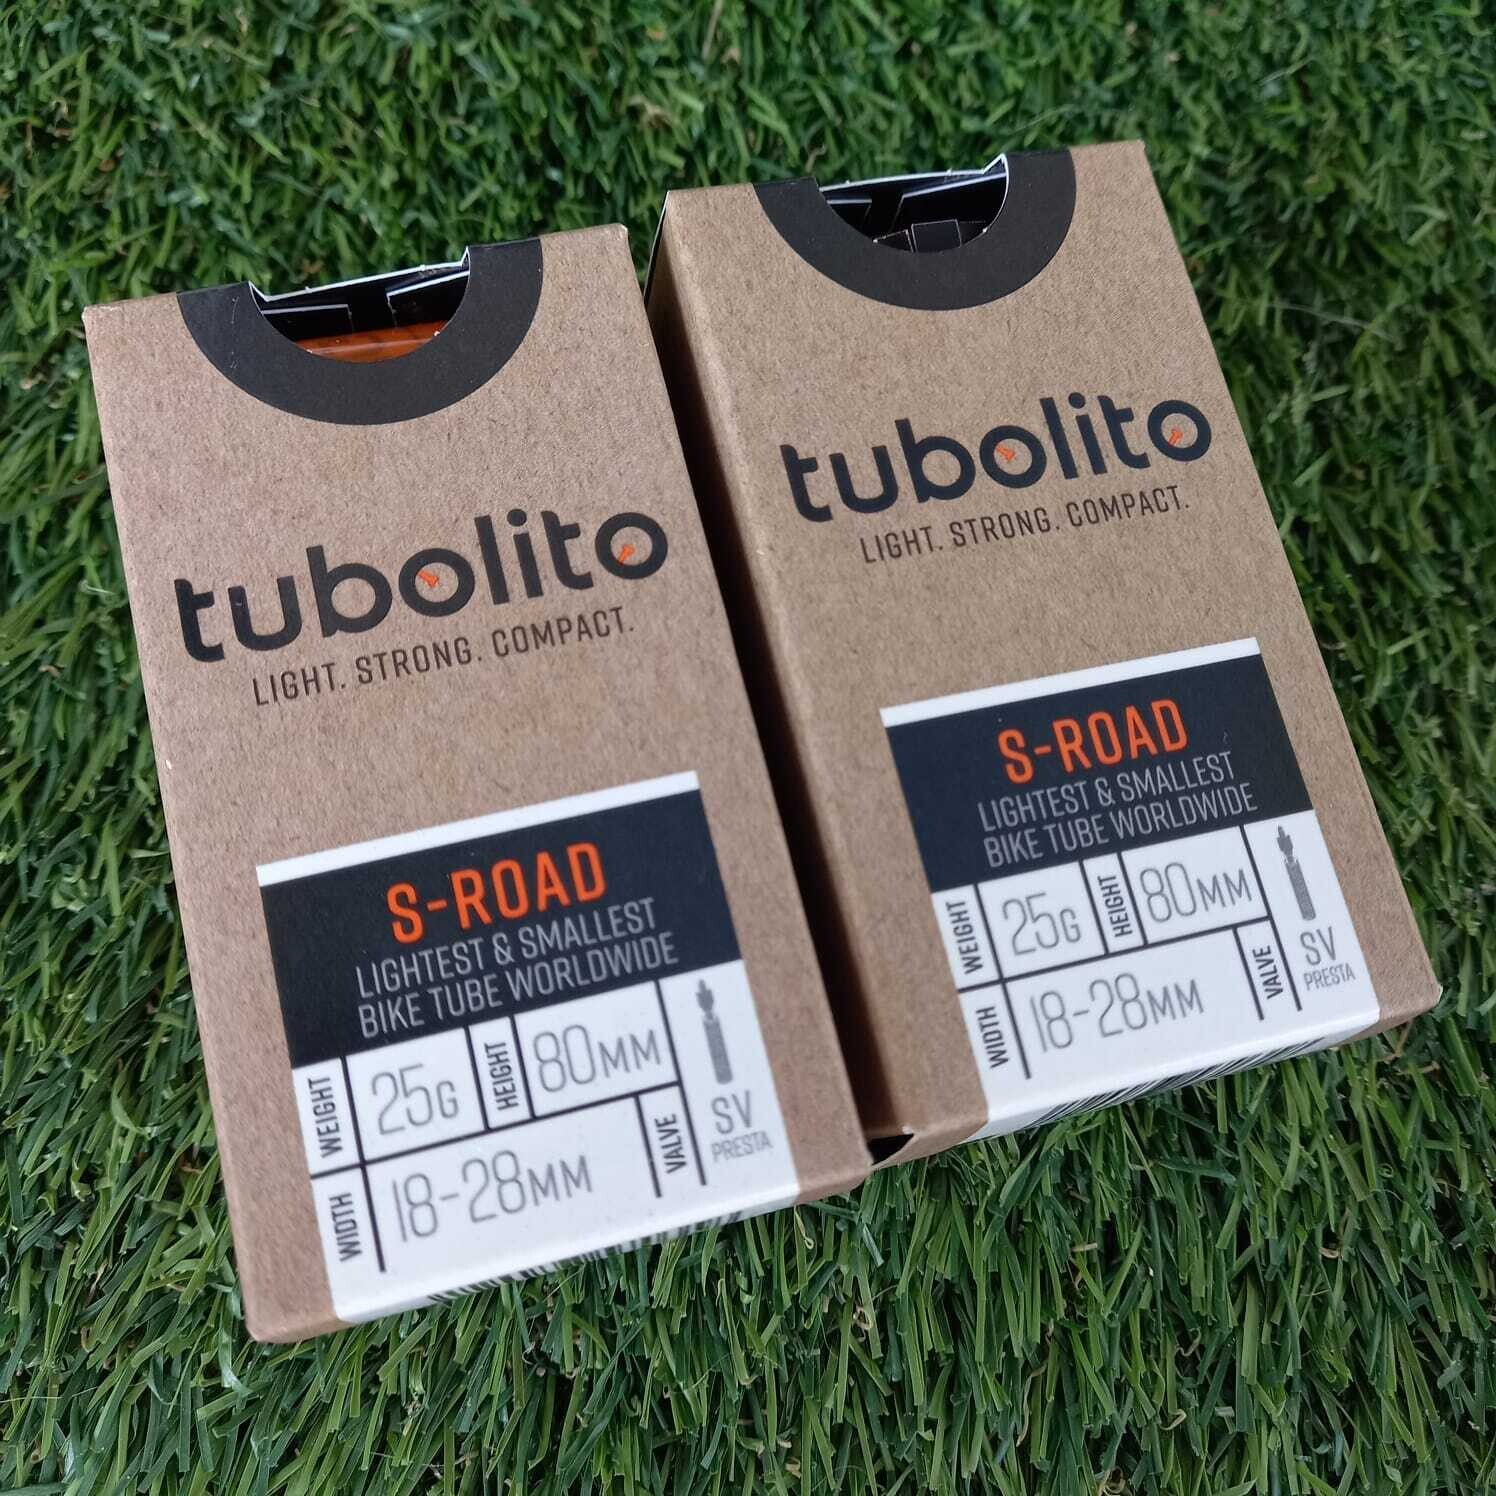 tubolito
LIGHT. STRONG. COMPACT.
S-ROAD
LIGHTEST & SMALLEST
BIKE TUBE WORLDWIDE
WEIGHT
25G
HEIGHT
80MM
WIDTH
18-28MM
VALVE
SV
PRESTA
tubolito
LIGHT. STRONG. COMPACT.
S-ROAD
LIGHTEST & SMALLEST
BIKE TUBE WORLDWIDE
WEIGHT
25G
HEIGHT
80MM
WIDTH
18-28MM
VALVE
SV
PRESTA